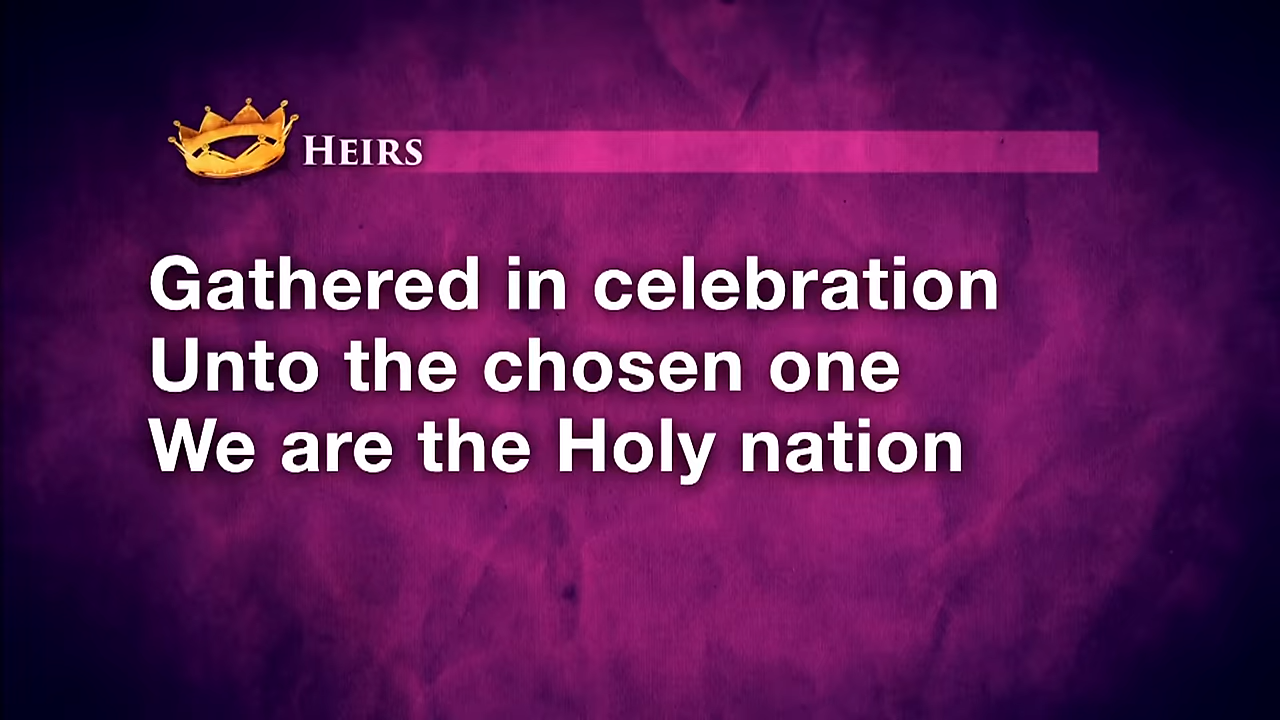 HEIRS
Gathered in celebration
Unto the chosen one
We are the Holy nation